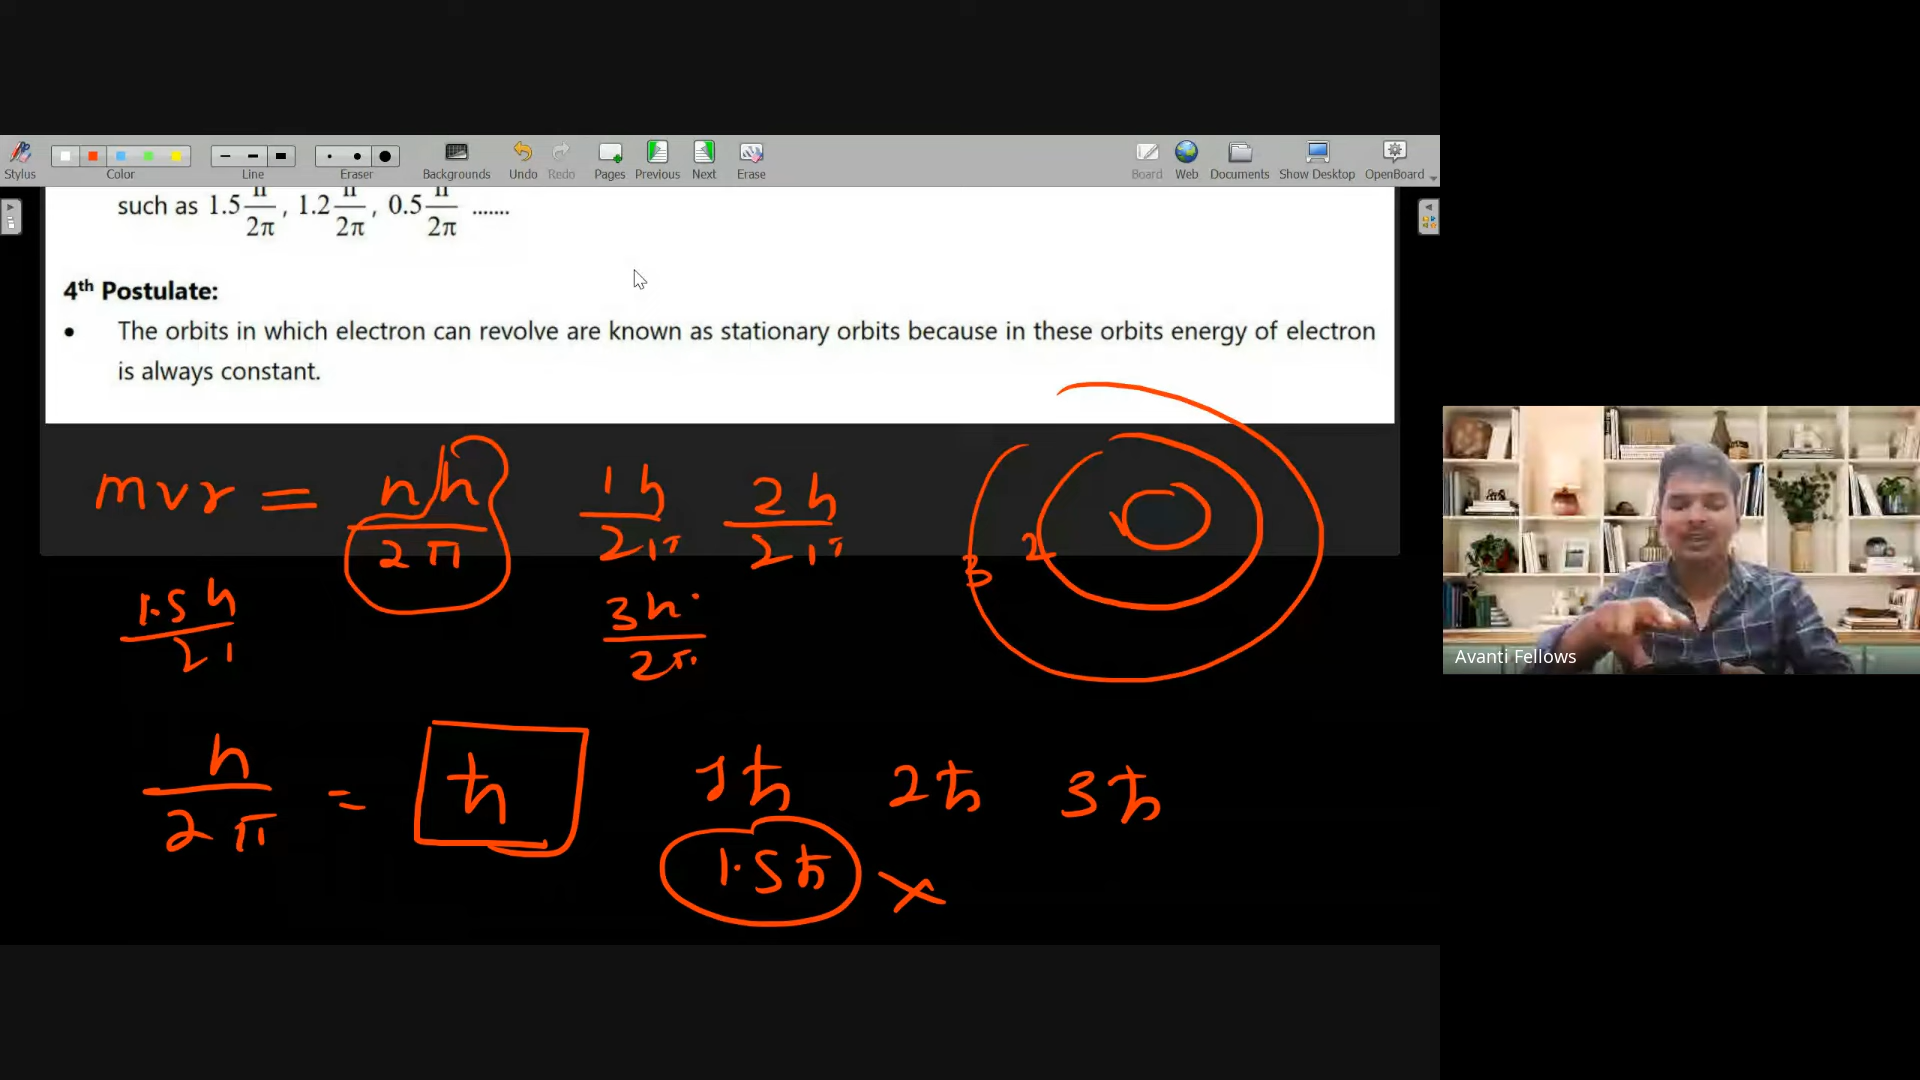 Stylus Color Line Eraser Backgrounds Undo Redo Pages Previous Next Erase Board Web Documents Show Desktop OpenBoard
such as 1.5 h/2π , 1.2 h/2π , 0.5 h/2π .......
4th Postulate:
• The orbits in which electron can revolve are known as stationary orbits because in these orbits energy of electron
is always constant.
mvr = nh/2π 1h/2π 2h/2π
3 2
1.5h/2π 3h/2π
h/2π = ℏ 1ℏ 2ℏ 3ℏ
1.5ℏ ×
Avanti Fellows